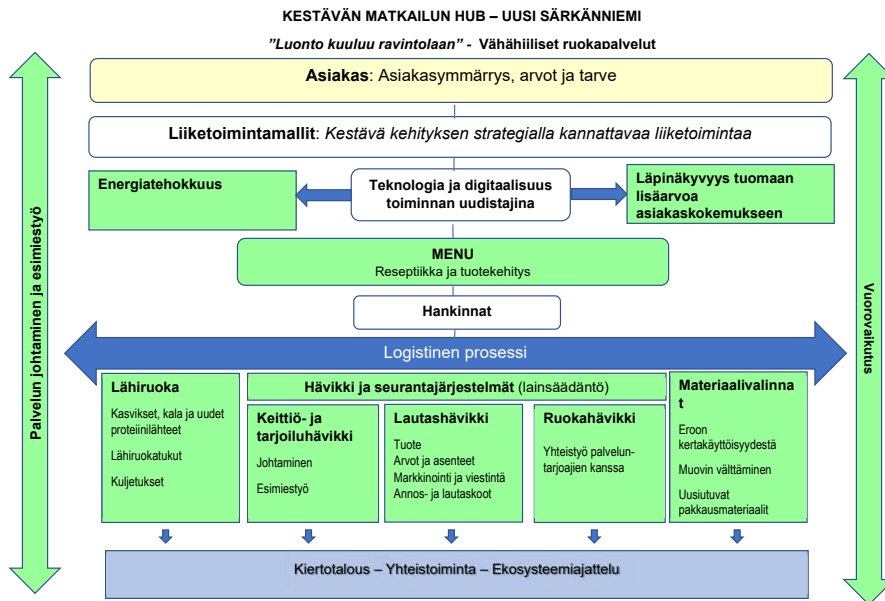 KESTÄVÄN MATKAILUN HUB – UUSI SÄRKÄNNIEMI
"Luonto kuuluu ravintolaan" - Vähähiiliset ruokapalvelut
Palvelun johtaminen ja esimiestyö
Vuorovaikutus
Asiakas: Asiakasymmärrys, arvot ja tarve
Liiketoimintamallit: Kestävä kehityksen strategialla kannattavaa liiketoimintaa
Energiatehokkuus
Teknologia ja digitaalisuus
toiminnan uudistajina
Läpinäkyvyys tuomaan
lisäarvoa
asiakaskokemukseen
MENU
Reseptiikka ja tuotekehitys
Hankinnat
Logistinen prosessi
Lähiruoka
Kasvikset, kala ja uudet
proteiinilähteet
Lähiruokatukut
Kuljetukset
Hävikki ja seurantajärjestelmät (lainsäädäntö)
Keittiö- ja
tarjoiluhävikki
Johtaminen
Esimiestyö
Lautashävikki
Tuote
Arvot ja asenteet
Markkinointi ja viestintä
Annos- ja lautaskoot
Ruokahävikki
Yhteistyö palvelun-
tarjoajien kanssa
Materiaalivalinna
t
Eroon
kertakäyttöisyydestä
Muovin välttäminen
Uusiutuvat
pakkausmateriaalit
Kiertotalous – Yhteistoiminta – Ekosysteemiajattelu